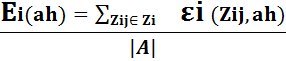 Ei(ah) = ∑Zij∈ Zi εi (Zij,ah)
|A|